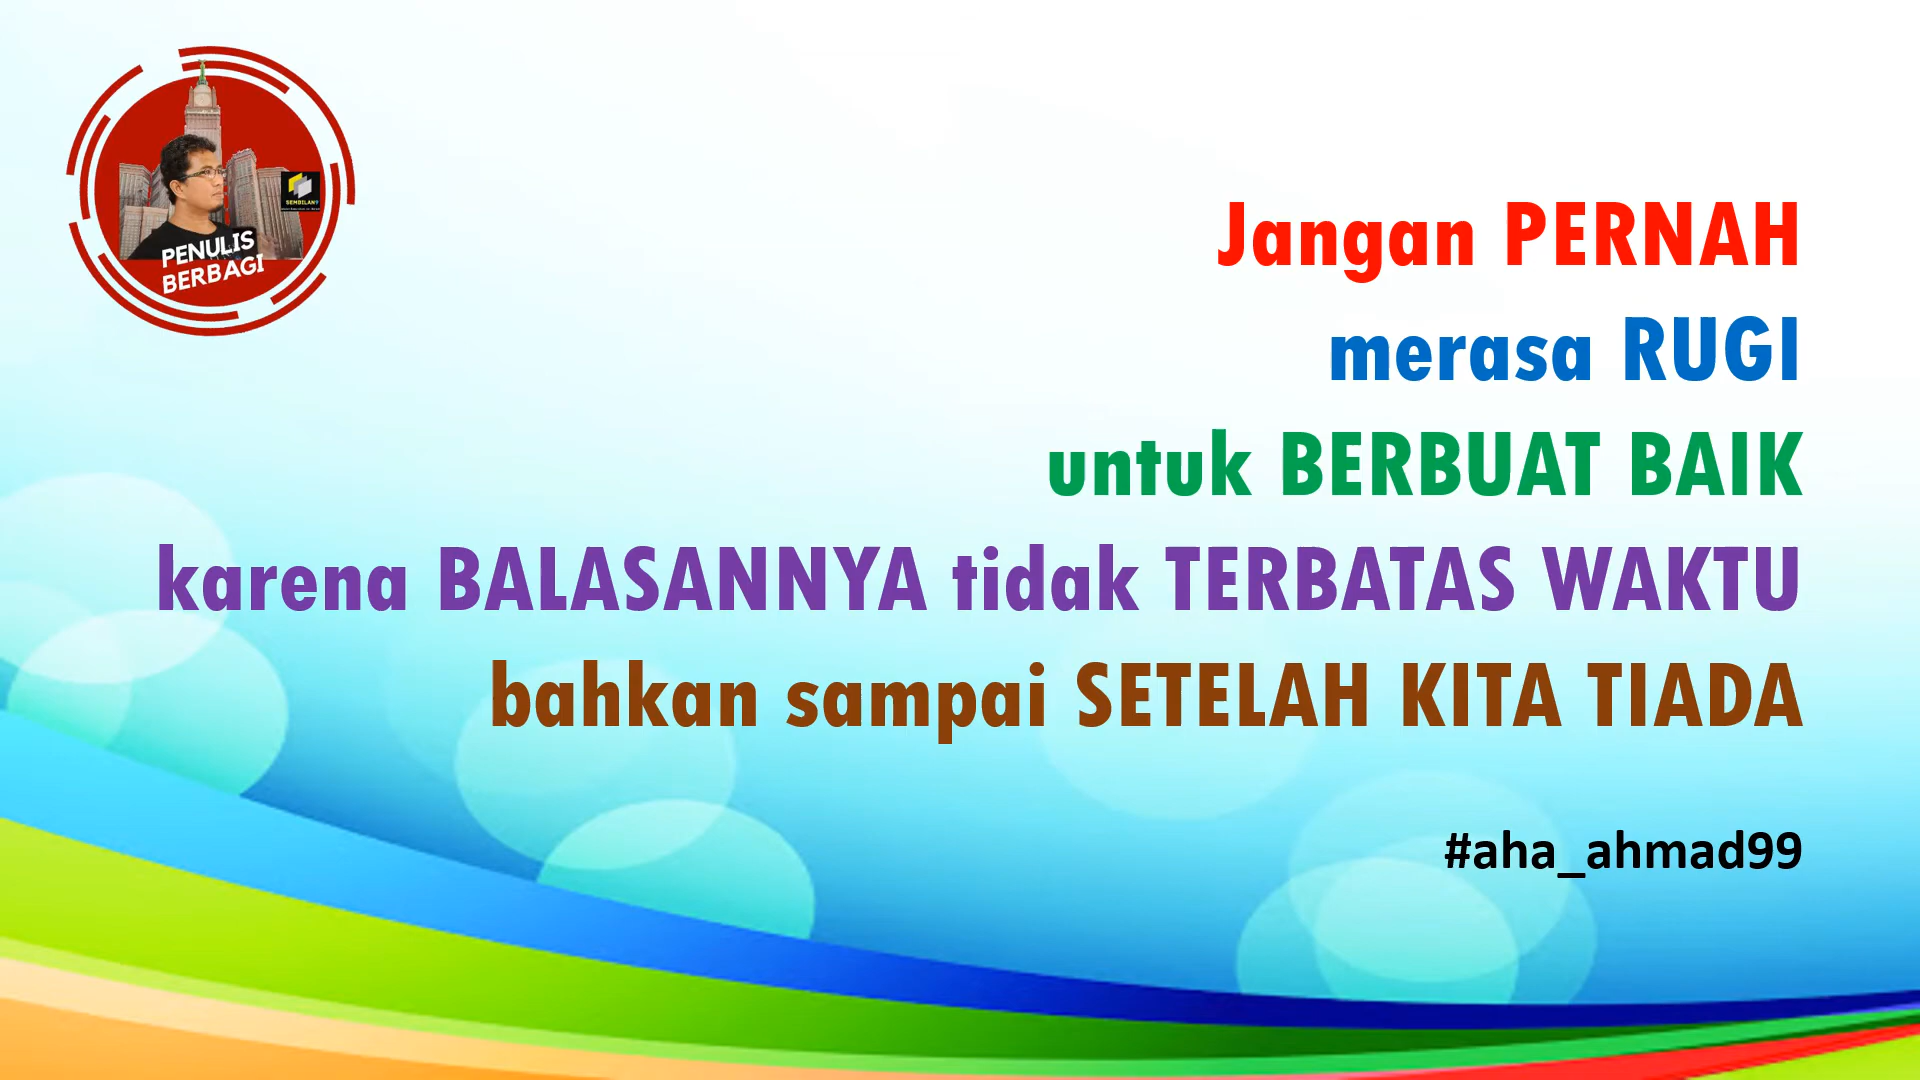 PENULIS
BERBAGI
SEMBILAN9
Jangan PERNAH
merasa RUGI
untuk BERBUAT BAIK
karena BALASANNYA tidak TERBATAS WAKTU
bahkan sampai SETELAH KITA TIADA
#aha_ahmad99